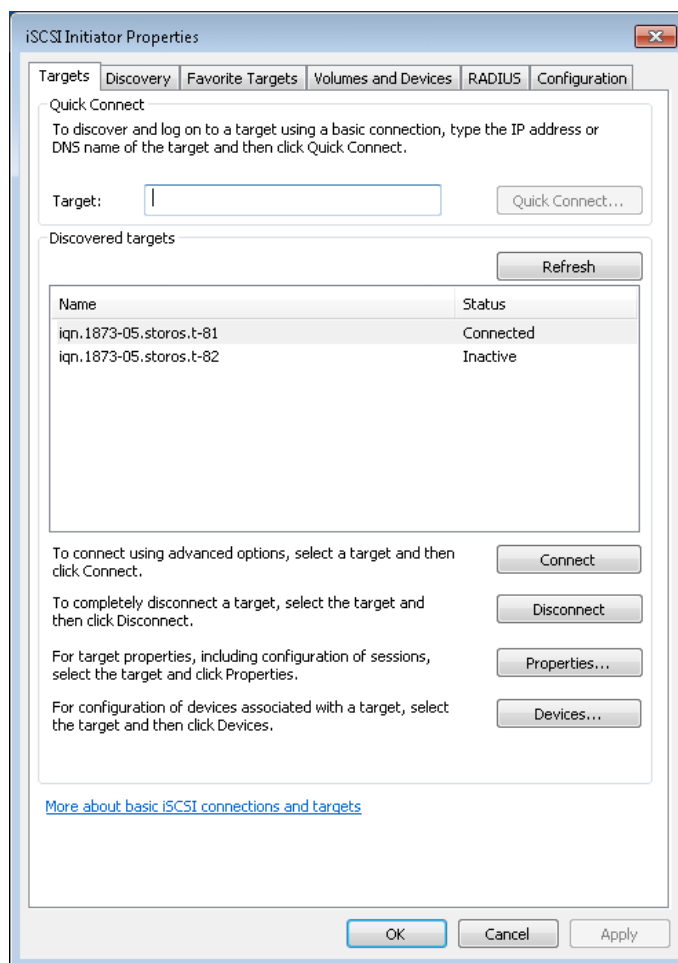 iSCSI Initiator Properties
Targets Discovery Favorite Targets Volumes and Devices RADIUS Configuration
Quick Connect
To discover and log on to a target using a basic connection, type the IP address or
DNS name of the target and then click Quick Connect.
Target: Quick Connect...
Discovered targets
Refresh
Name Status
iqn.1873-05.storos.t-81 Connected
iqn.1873-05.storos.t-82 Inactive
To connect using advanced options, select a target and then
click Connect.
Connect
To completely disconnect a target, select the target and
then click Disconnect.
Disconnect
For target properties, including configuration of sessions,
select the target and click Properties.
Properties...
For configuration of devices associated with a target, select
the target and then click Devices.
Devices...
More about basic iSCSI connections and targets
OK Cancel Apply